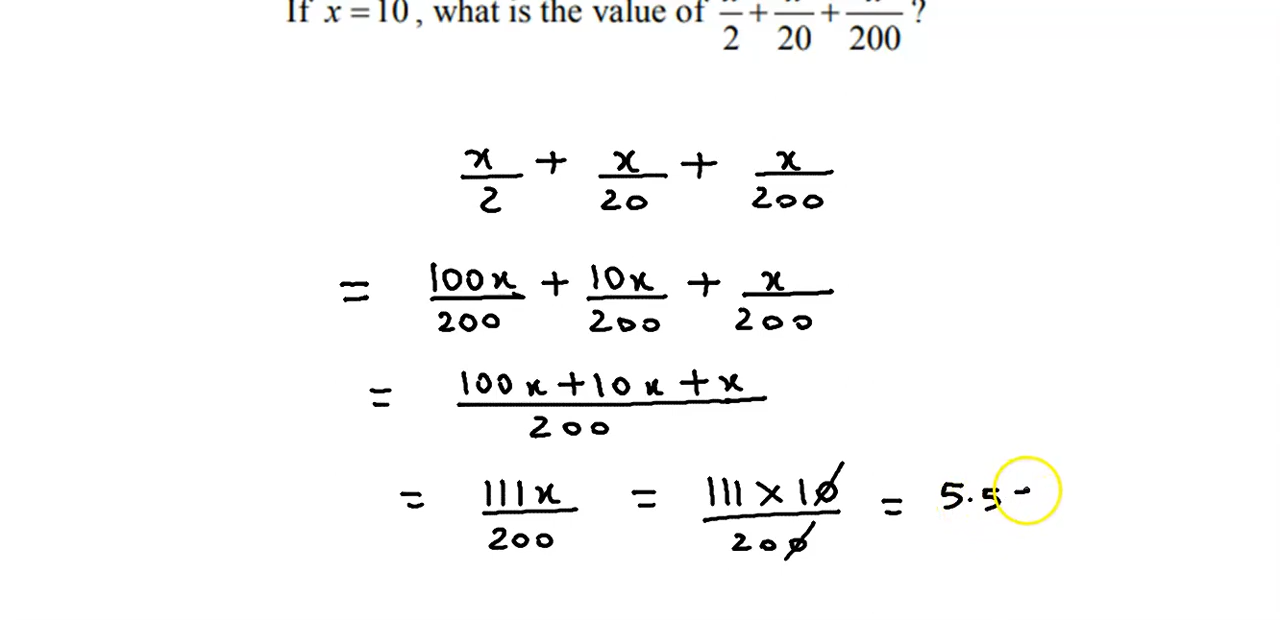 If x = 10, what is the value of x/2 + x/20 + x/200 ?
x/2 + x/20 + x/200
= 100x/200 + 10x/200 + x/200
= (100x + 10x + x)/200
= 111x/200 = (111 × 10)/200 = 5.5